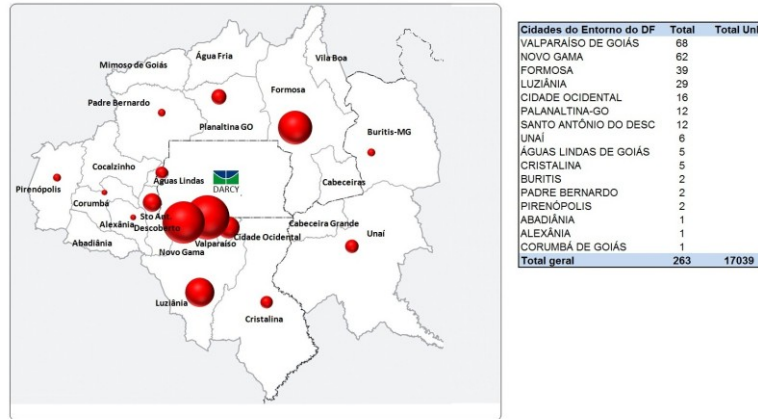 Água Fria
Mimoso de Goiás
Vila Boa
Padre Bernardo
Formosa
Planaltina GO
Buritis-MG
Cocalzinho
Pirenópolis
Águas Lindas
DARCY
Cabeceiras
Corumbá
Alexânia
Sto Ant.
Descoberto
Abadiânia
Valparaíso
Cidade Ocidental
Cabeceira Grande
Unaí
Novo Gama
Luziânia
Cristalina
Cidades do Entorno do DF Total Total UnB
VALPARAÍSO DE GOIÁS 68
NOVO GAMA 62
FORMOSA 39
LUZIÂNIA 29
CIDADE OCIDENTAL 16
PALANALTINA-GO 12
SANTO ANTÔNIO DO DESC 12
UNAÍ 6
ÁGUAS LINDAS DE GOIÁS 5
CRISTALINA 5
BURITIS 2
PADRE BERNARDO 2
PIRENÓPOLIS 2
ABADIÂNIA 1
ALEXÂNIA 1
CORUMBÁ DE GOIÁS 1
Total geral 263 17039